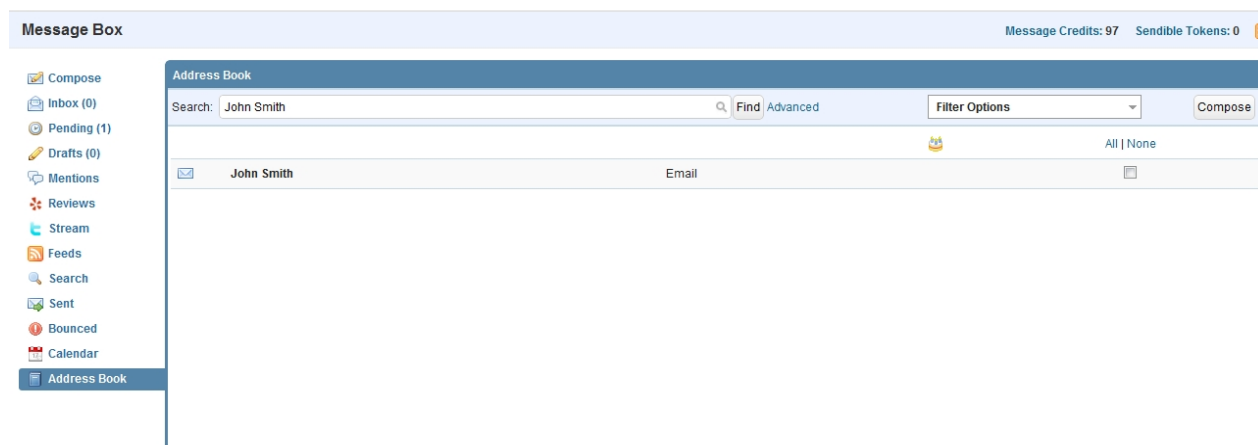 Message Box
Message Credits: 97 Sendible Tokens: 0
Compose
Inbox (0)
Pending (1)
Drafts (0)
Mentions
Reviews
Stream
Feeds
Search
Sent
Bounced
Calendar
Address Book
Address Book
Search: John Smith Find Advanced Filter Options Compose
All | None
John Smith Email